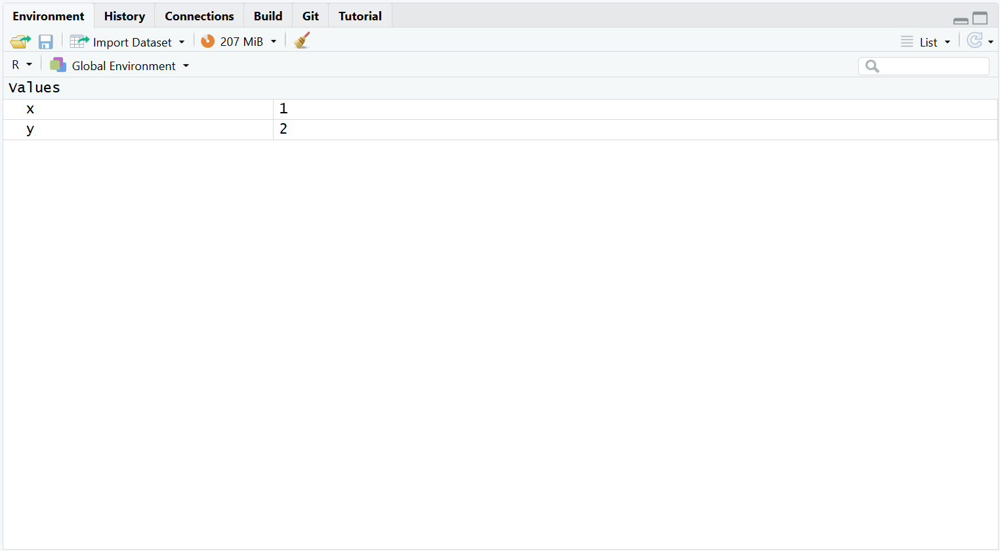 Environment History Connections Build Git Tutorial
Import Dataset 207 MiB List
R Global Environment
Values
x 1
y 2